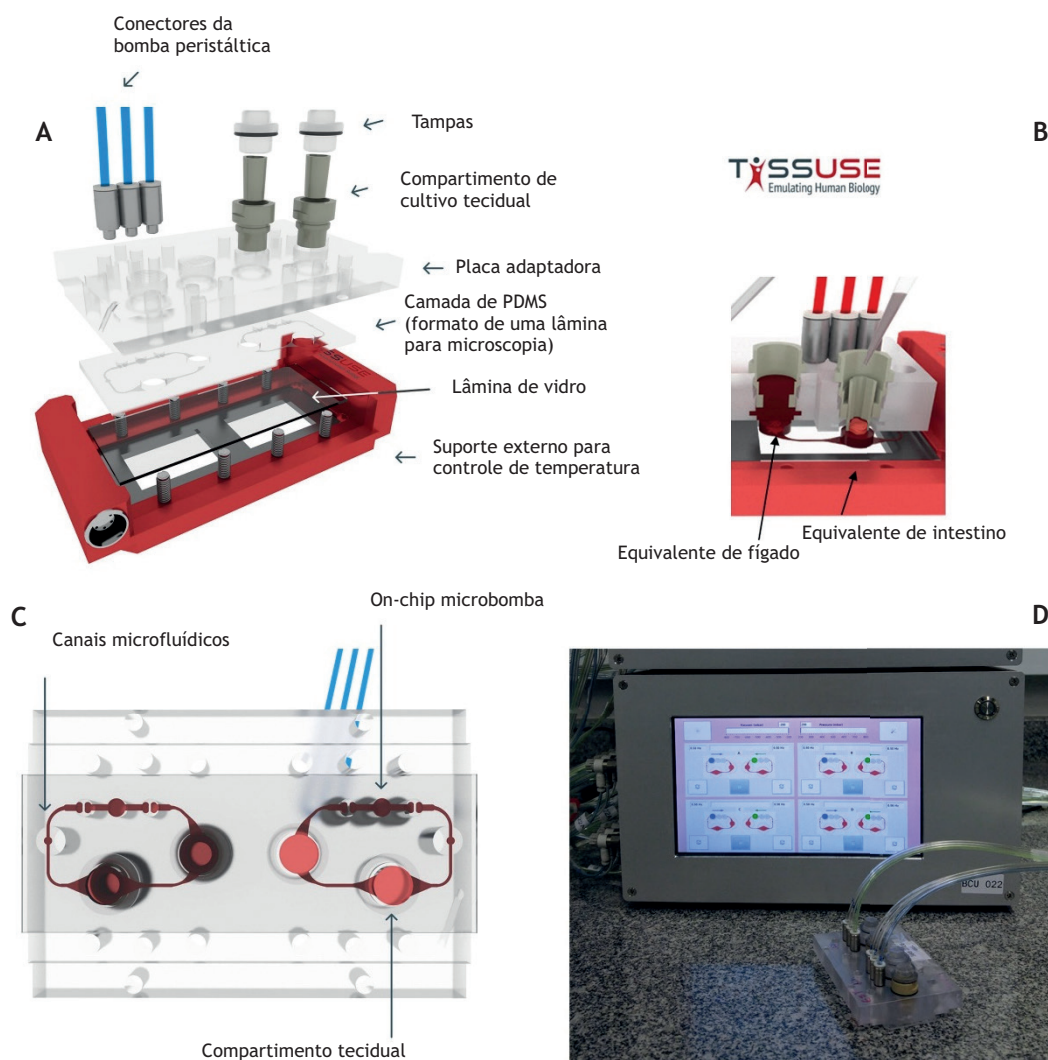 Conectores da
bomba peristáltica
A
Tampas
Compartimento de
cultivo tecidual
Placa adaptadora
Camada de PDMS
(formato de uma lâmina
para microscopia)
Lâmina de vidro
Suporte externo para
controle de temperatura
TISSUSE
B
TISSUSE
Emulating Human Biology
Equivalente de intestino
Equivalente de fígado
C
On-chip microbomba
Canais microfluídicos
Compartimento tecidual
D
BCU 022